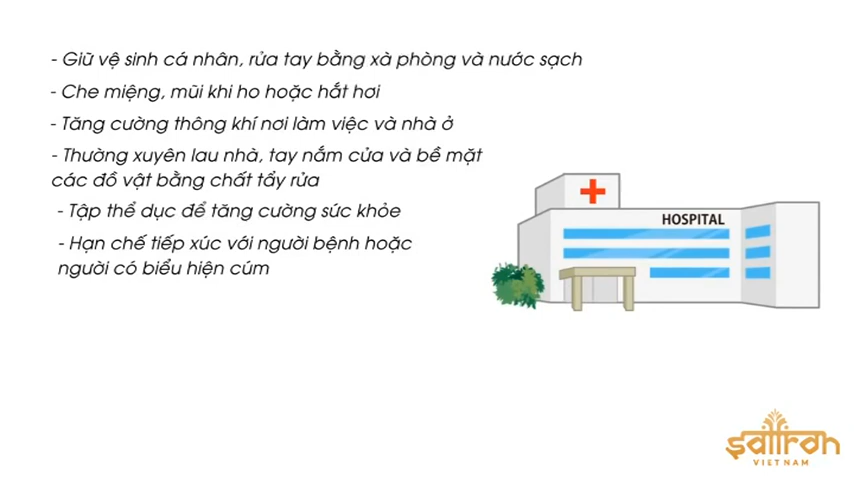 - Giữ vệ sinh cá nhân, rửa tay bằng xà phòng và nước sạch
- Che miệng, mũi khi ho hoặc hắt hơi
- Tăng cường thông khí nơi làm việc và nhà ở
- Thường xuyên lau nhà, tay nắm cửa và bề mặt
các đồ vật bằng chất tẩy rửa
- Tập thể dục để tăng cường sức khỏe
- Hạn chế tiếp xúc với người bệnh hoặc
người có biểu hiện cúm
HOSPITAL
saffron
VIET NAM